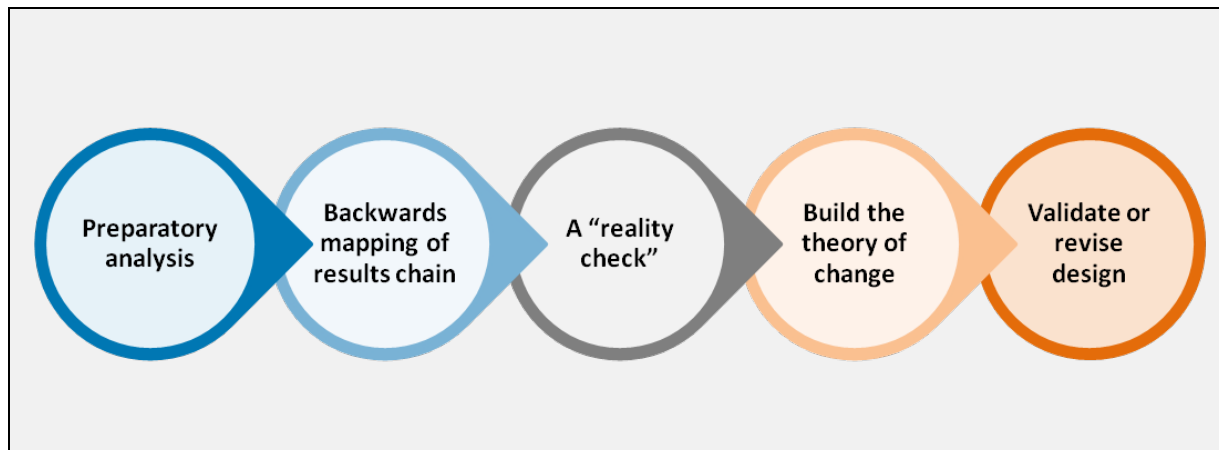 Preparatory
analysis
Backwards
mapping of
results chain
A “reality
check”
Build the
theory of
change
Validate or
revise
design